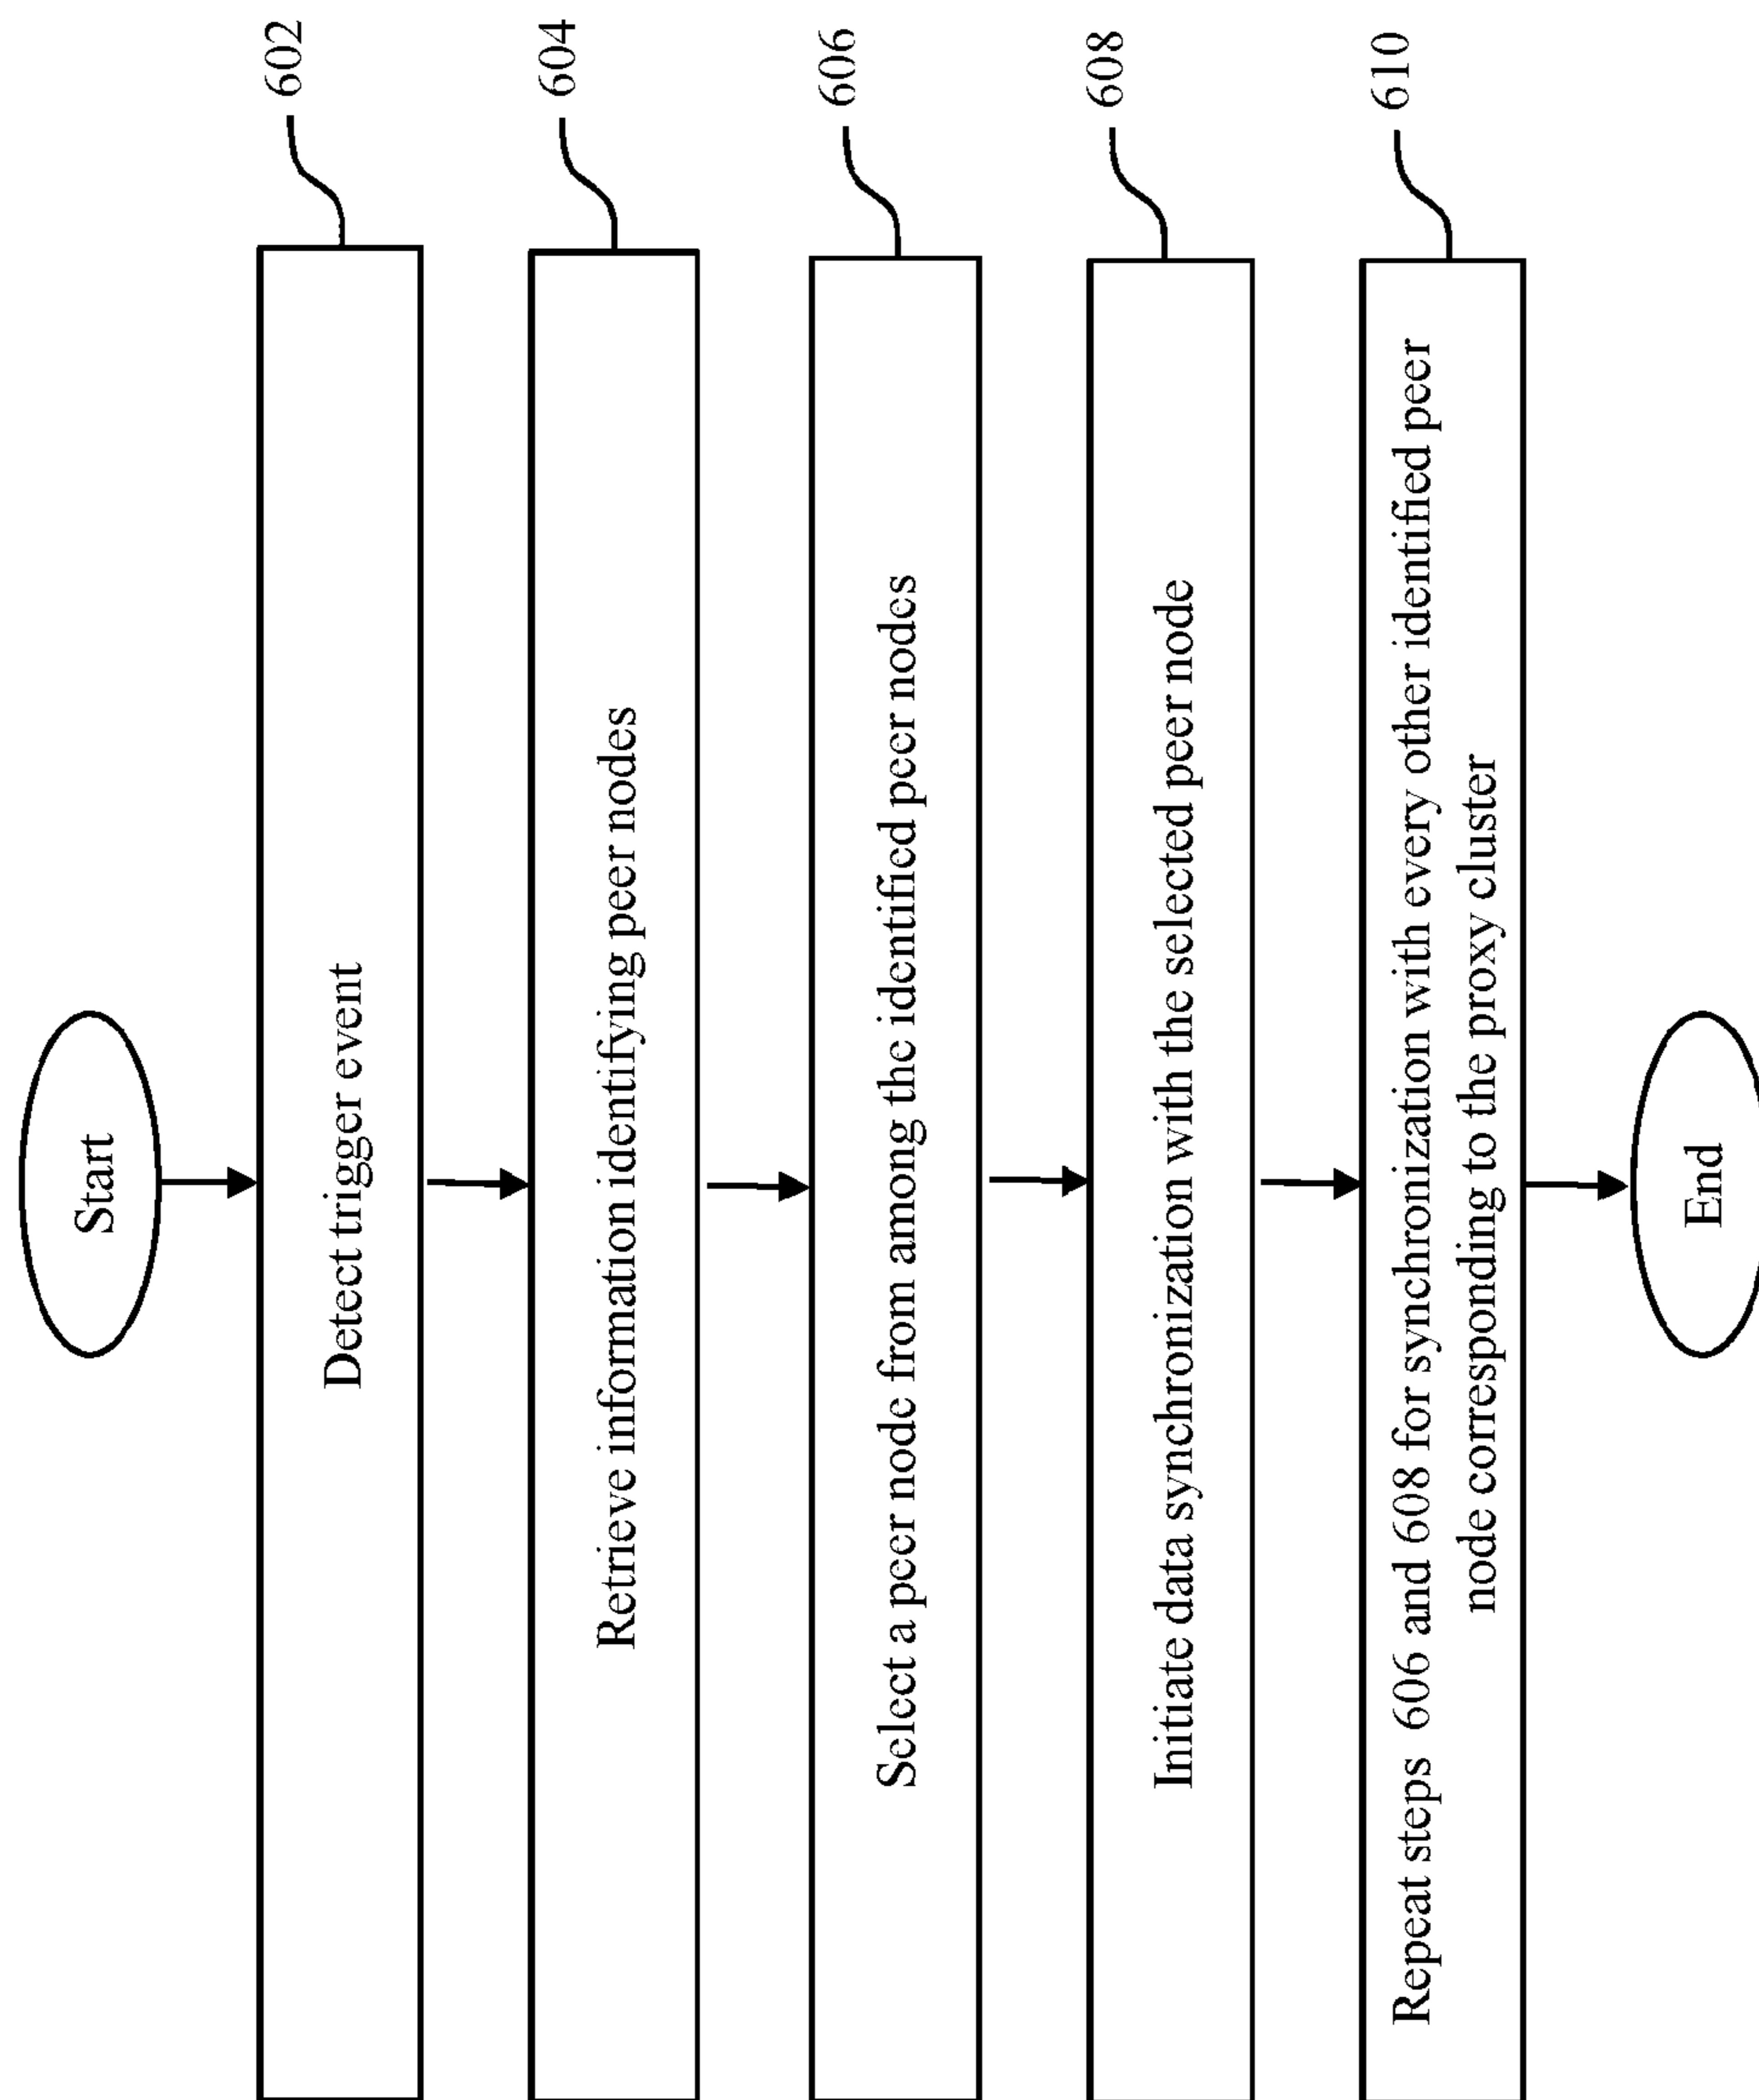 Start
602
Detect trigger event
604
Retrieve information identifying peer nodes
606
Select a peer node from among the identified peer nodes
608
Initiate data synchronization with the selected peer node
610
Repeat steps 606 and 608 for synchronization with every other identified peer
node corresponding to the proxy cluster
End